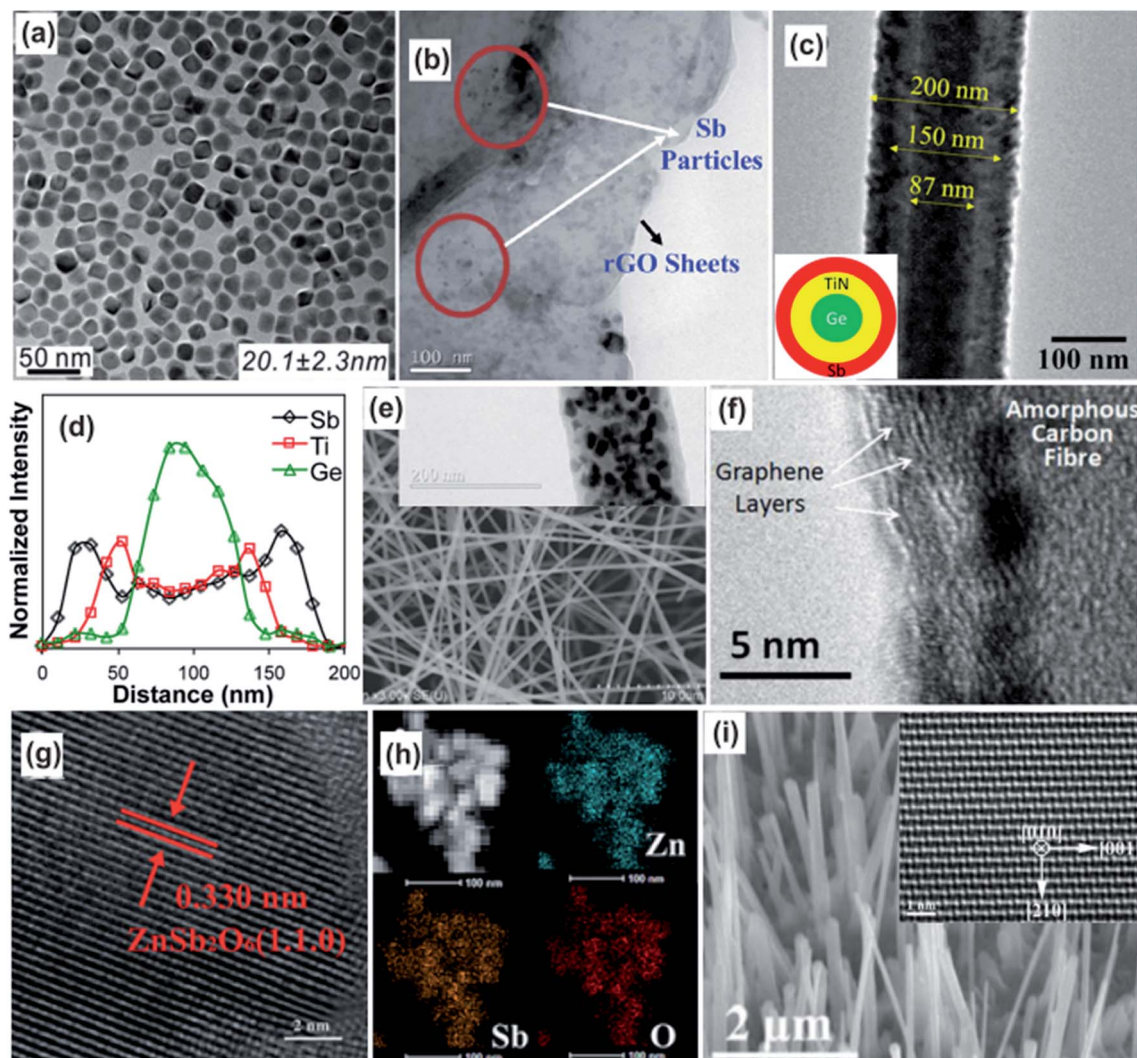 (a)
50 nm
20.1±2.3nm
(b)
Sb
Particles
rGO Sheets
100 nm
(c)
200 nm
150 nm
87 nm
TiN
Ge
Sb
100 nm
(d)
Sb
Ti
Ge
Normalized Intensity
0
50
100
150
200
Distance (nm)
(e)
200 nm
10.0um
(f)
Amorphous
Carbon
Fibre
Graphene
Layers
5 nm
(g)
0.330 nm
ZnSb₂O₆(1.1.0)
2 nm
(h)
100 nm
Zn
100 nm
Sb
100 nm
O
100 nm
(i)
[001]
[210]
1 nm
2 μm